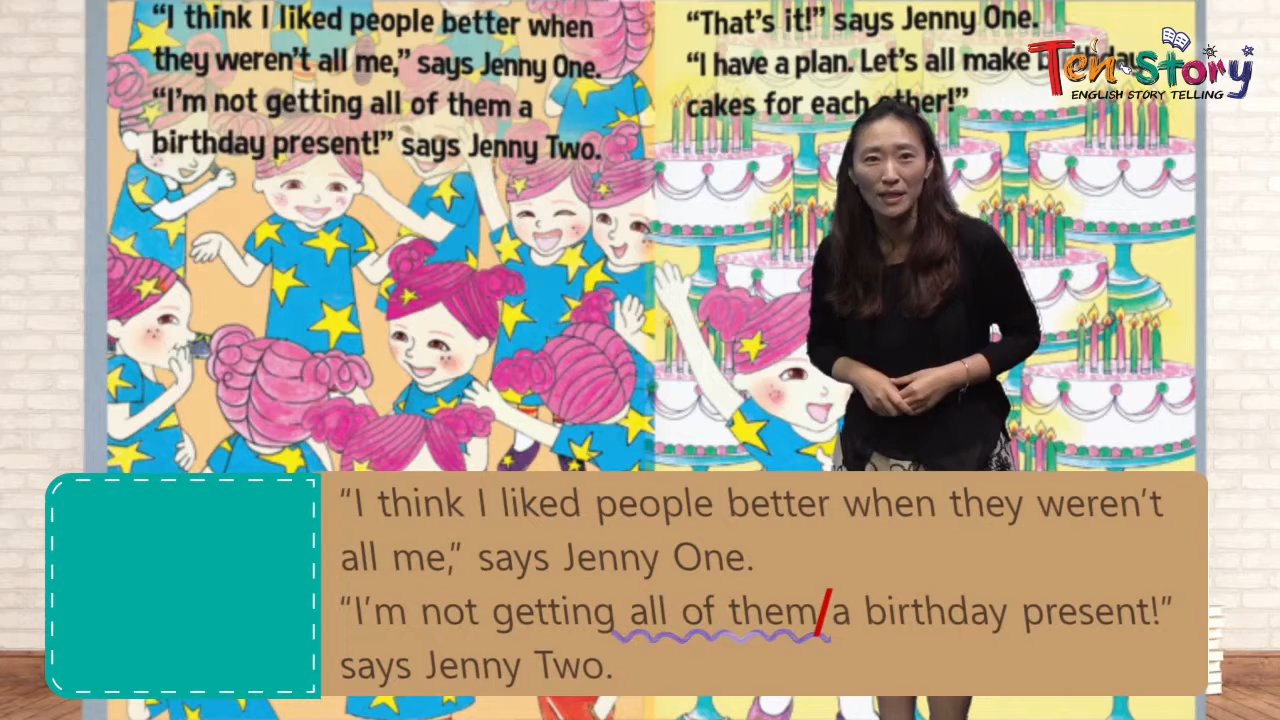 “I think I liked people better when
they weren’t all me,” says Jenny One.
“I’m not getting all of them a
birthday present!” says Jenny Two.
“That’s it!” says Jenny One.
“I have a plan. Let’s all make birthday
cakes for each other!”
Ten Story
ENGLISH STORY TELLING
“I think I liked people better when they weren’t
all me,” says Jenny One.
“I’m not getting all of them/a birthday present!”
says Jenny Two.